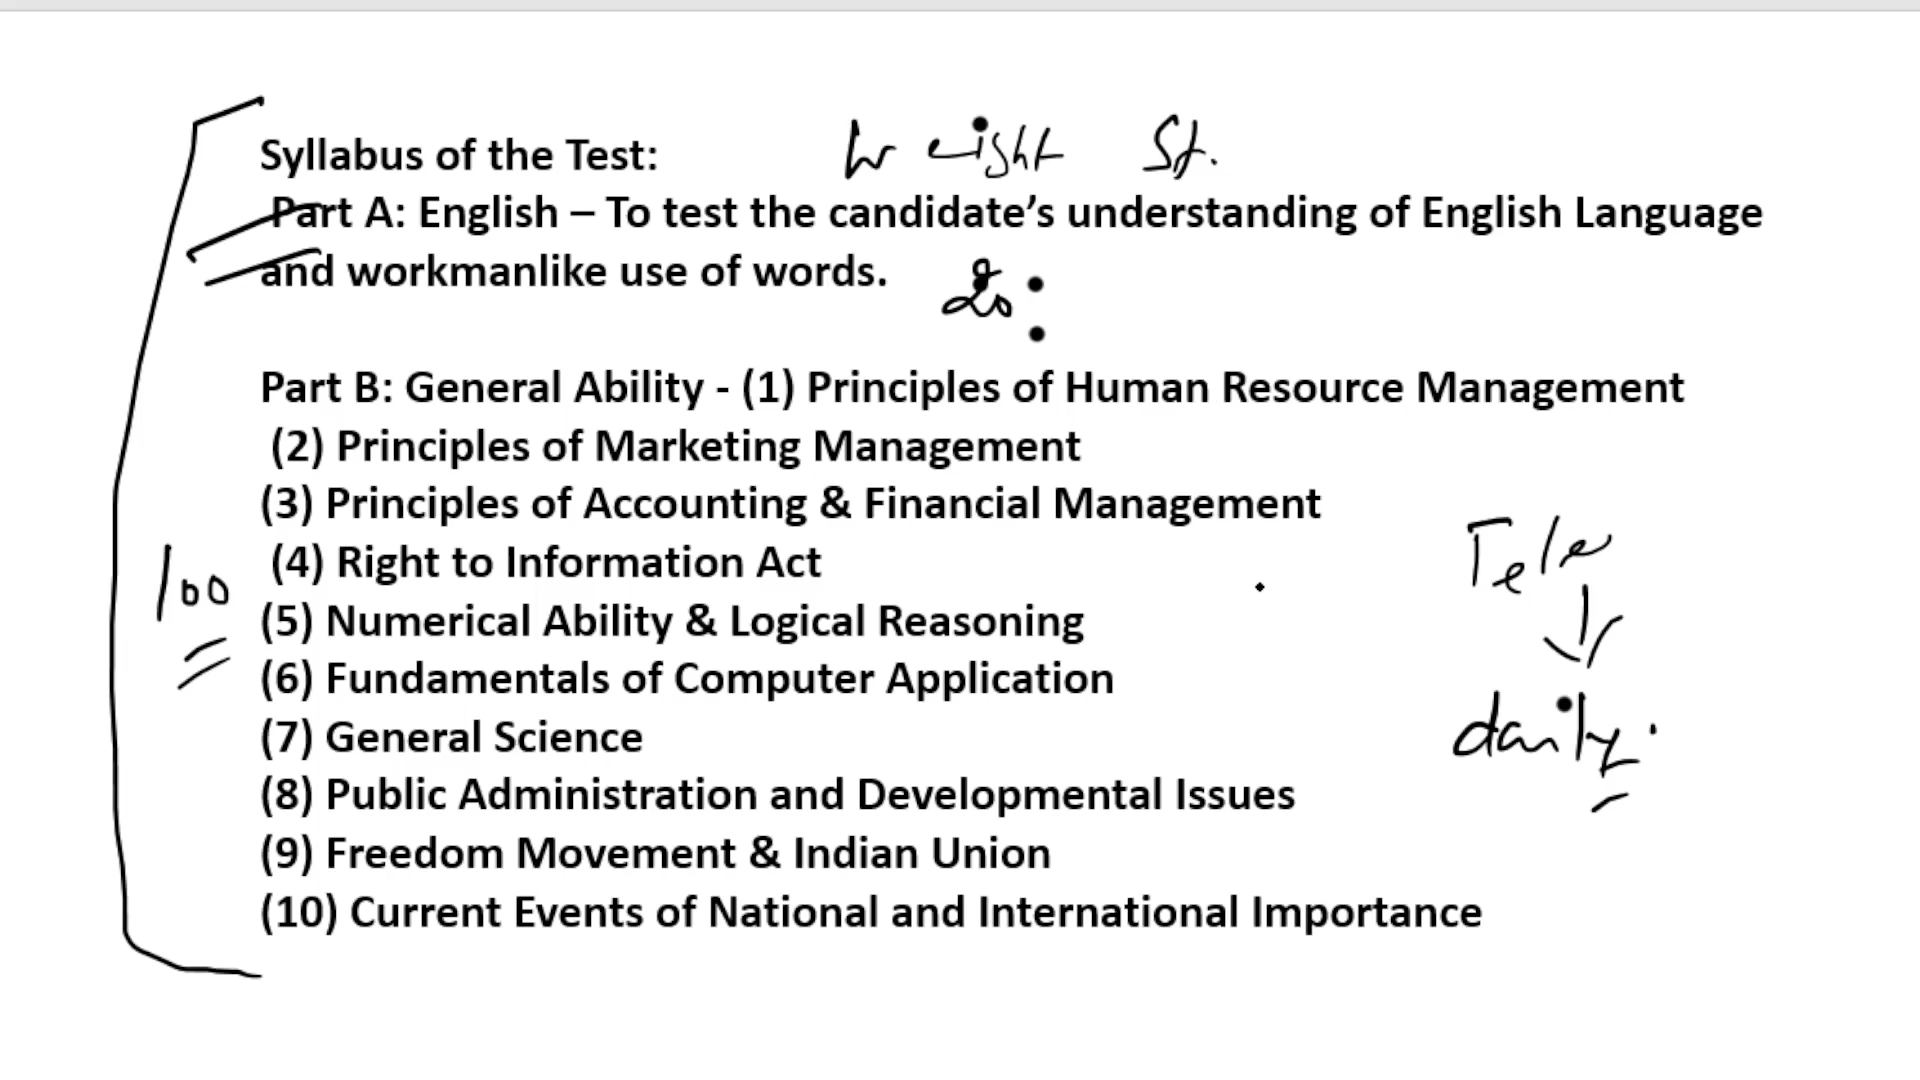 Syllabus of the Test:
eight St.
Part A: English – To test the candidate’s understanding of English Language
and workmanlike use of words.
Part B: General Ability - (1) Principles of Human Resource Management
(2) Principles of Marketing Management
(3) Principles of Accounting & Financial Management
Tele
(4) Right to Information Act
100
(5) Numerical Ability & Logical Reasoning
(6) Fundamentals of Computer Application
(7) General Science
daily.
(8) Public Administration and Developmental Issues
(9) Freedom Movement & Indian Union
(10) Current Events of National and International Importance